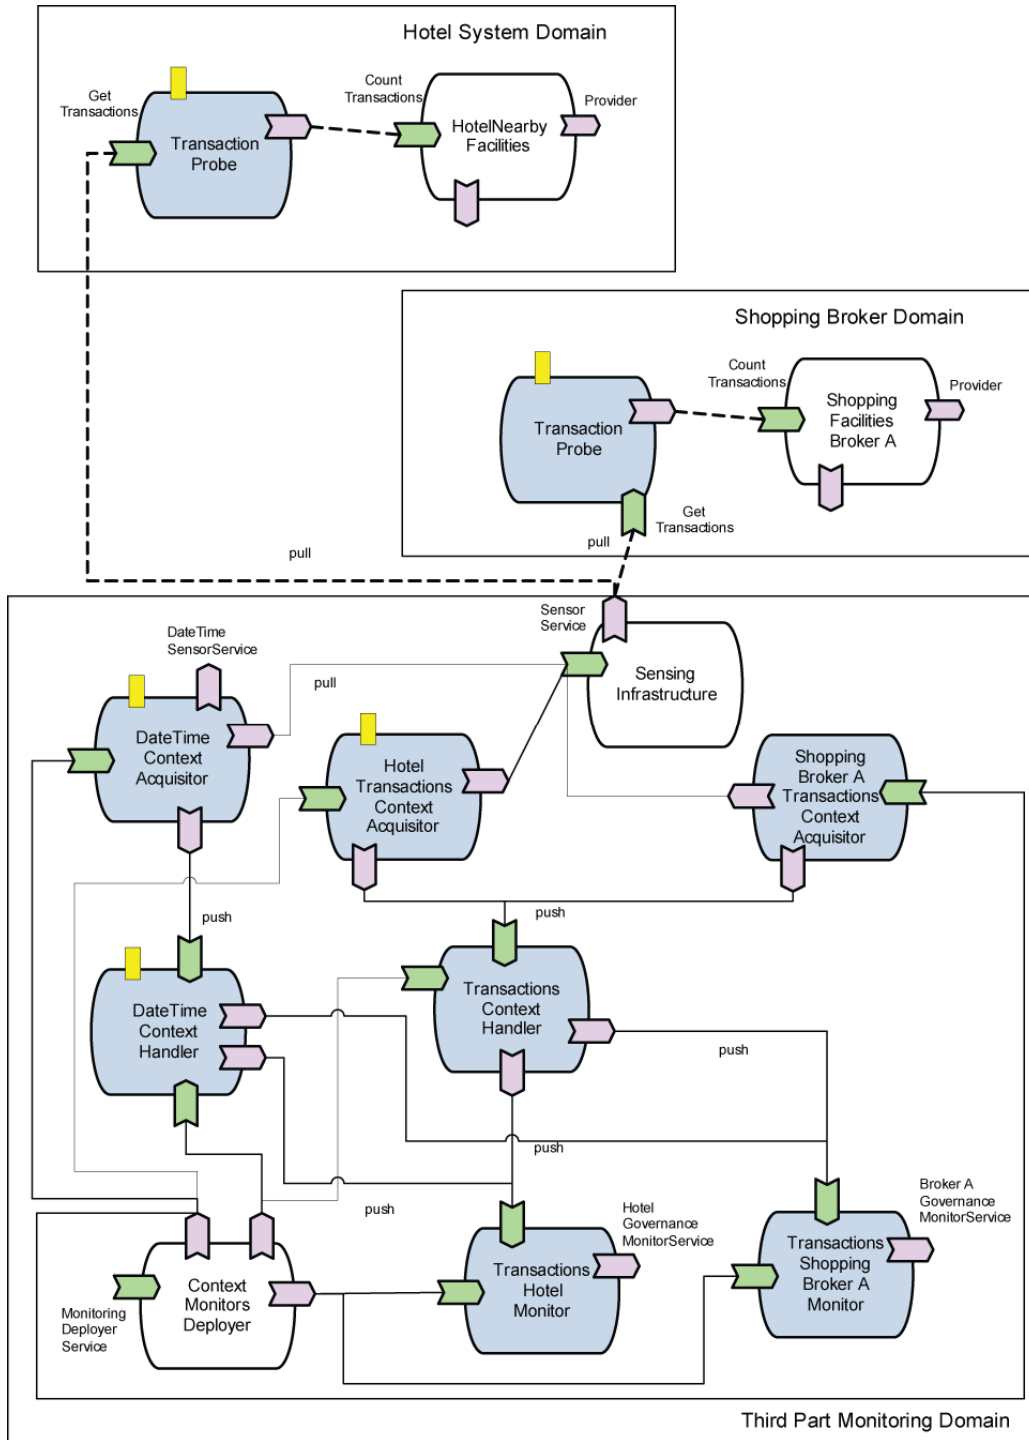 Hotel System Domain
Get
Transactions
Count
Transactions
Provider
Transaction
Probe
HotelNearby
Facilities
Shopping Broker Domain
Count
Transactions
Provider
Transaction
Probe
Shopping
Facilities
Broker A
Get
Transactions
pull
pull
Sensor
Service
DateTime
SensorService
pull
Sensing
Infrastructure
DateTime
Context
Acquisitor
Hotel
Transactions
Context
Acquisitor
Shopping
Broker A
Transactions
Context
Acquisitor
push
push
DateTime
Context
Handler
Transactions
Context
Handler
push
push
push
Hotel
Governance
MonitorService
Broker A
Governance
MonitorService
Monitoring
Deployer
Service
Context
Monitors
Deployer
Transactions
Hotel
Monitor
Transactions
Shopping
Broker A
Monitor
Third Part Monitoring Domain